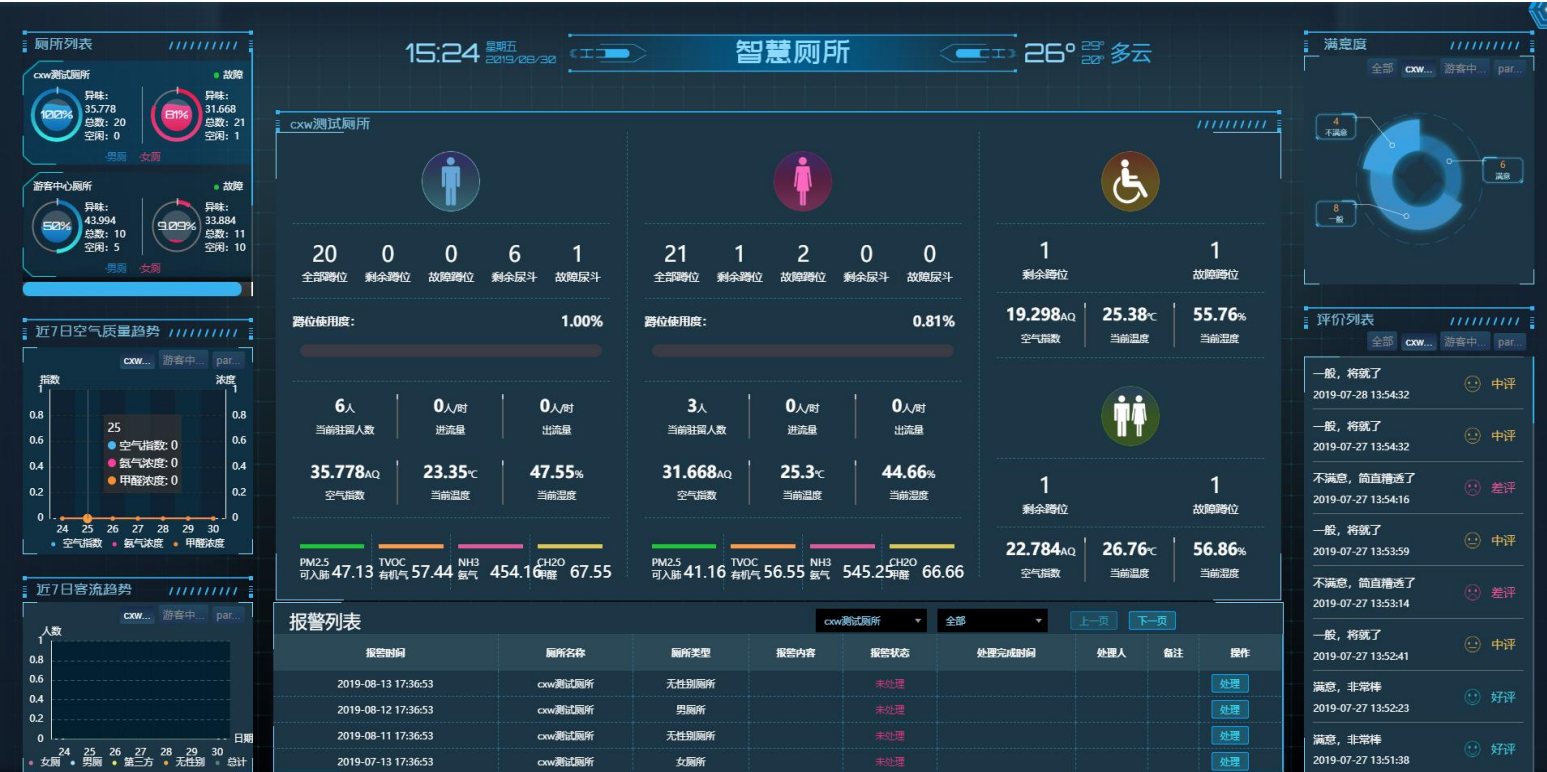 15:24 星期五 2019/08/30
智慧厕所
26° 29° 20° 多云
厕所列表
cxw测试厕所 故障
100%
异味:
35.778
总数: 20
空闲: 0
81%
异味:
31.668
总数: 21
空闲: 1
男厕 女厕
游客中心厕所 故障
50%
异味:
43.994
总数: 10
空闲: 5
9.09%
异味:
33.884
总数: 11
空闲: 10
男厕 女厕
近7日空气质量趋势
cxw... 游客中... par...
指数 浓度
1 1
0.8 0.8
0.6 0.6
0.4 0.4
0.2 0.2
0 0
25
空气指数: 0
氨气浓度: 0
甲醛浓度: 0
24 25 26 27 28 29 30
空气指数 氨气浓度 甲醛浓度
近7日客流趋势
cxw... 游客中... par...
人数
1
0.8
0.6
0.4
0.2
0 日期
24 25 26 27 28 29 30
女厕 男厕 第三方 无性别 总计
cxw测试厕所
20 0 0 6 1
全部蹲位 剩余蹲位 故障蹲位 剩余尿斗 故障尿斗
蹲位使用度: 1.00%
6人 0人/时 0人/时
当前驻留人数 进流量 出流量
35.778AQ 23.35℃ 47.55%
空气指数 当前温度 当前湿度
PM2.5 可入肺 47.13 TVOC 有机气 57.44 NH3 氨气 454.16 CH2O 甲醛 67.55
21 1 2 0 0
全部蹲位 剩余蹲位 故障蹲位 剩余尿斗 故障尿斗
蹲位使用度: 0.81%
3人 0人/时 0人/时
当前驻留人数 进流量 出流量
31.668AQ 25.3℃ 44.66%
空气指数 当前温度 当前湿度
PM2.5 可入肺 41.16 TVOC 有机气 56.55 NH3 氨气 545.25 CH2O 甲醛 66.66
1 1
剩余蹲位 故障蹲位
19.298AQ 25.38℃ 55.76%
空气指数 当前温度 当前湿度
1 1
剩余蹲位 故障蹲位
22.784AQ 26.76℃ 56.86%
空气指数 当前温度 当前湿度
报警列表 cxw测试厕所 全部 上一页 下一页
报警时间 厕所名称 厕所类型 报警内容 报警状态 处理完成时间 处理人 备注 操作
2019-08-13 17:36:53 cxw测试厕所 无性别厕所 未处理 处理
2019-08-12 17:36:53 cxw测试厕所 男厕所 未处理 处理
2019-08-11 17:36:53 cxw测试厕所 无性别厕所 未处理 处理
2019-07-13 17:36:53 cxw测试厕所 女厕所 未处理 处理
满意度
全部 cxw... 游客中... par...
4
不满意
6
满意
8
一般
评价列表
全部 cxw... 游客中... par...
一般，将就了
2019-07-28 13:54:32 中评
一般，将就了
2019-07-27 13:54:32 中评
不满意，简直糟透了
2019-07-27 13:54:16 差评
一般，将就了
2019-07-27 13:53:59 中评
不满意，简直糟透了
2019-07-27 13:53:14 差评
一般，将就了
2019-07-27 13:52:41 中评
满意，非常棒
2019-07-27 13:52:23 好评
满意，非常棒
2019-07-27 13:51:38 好评